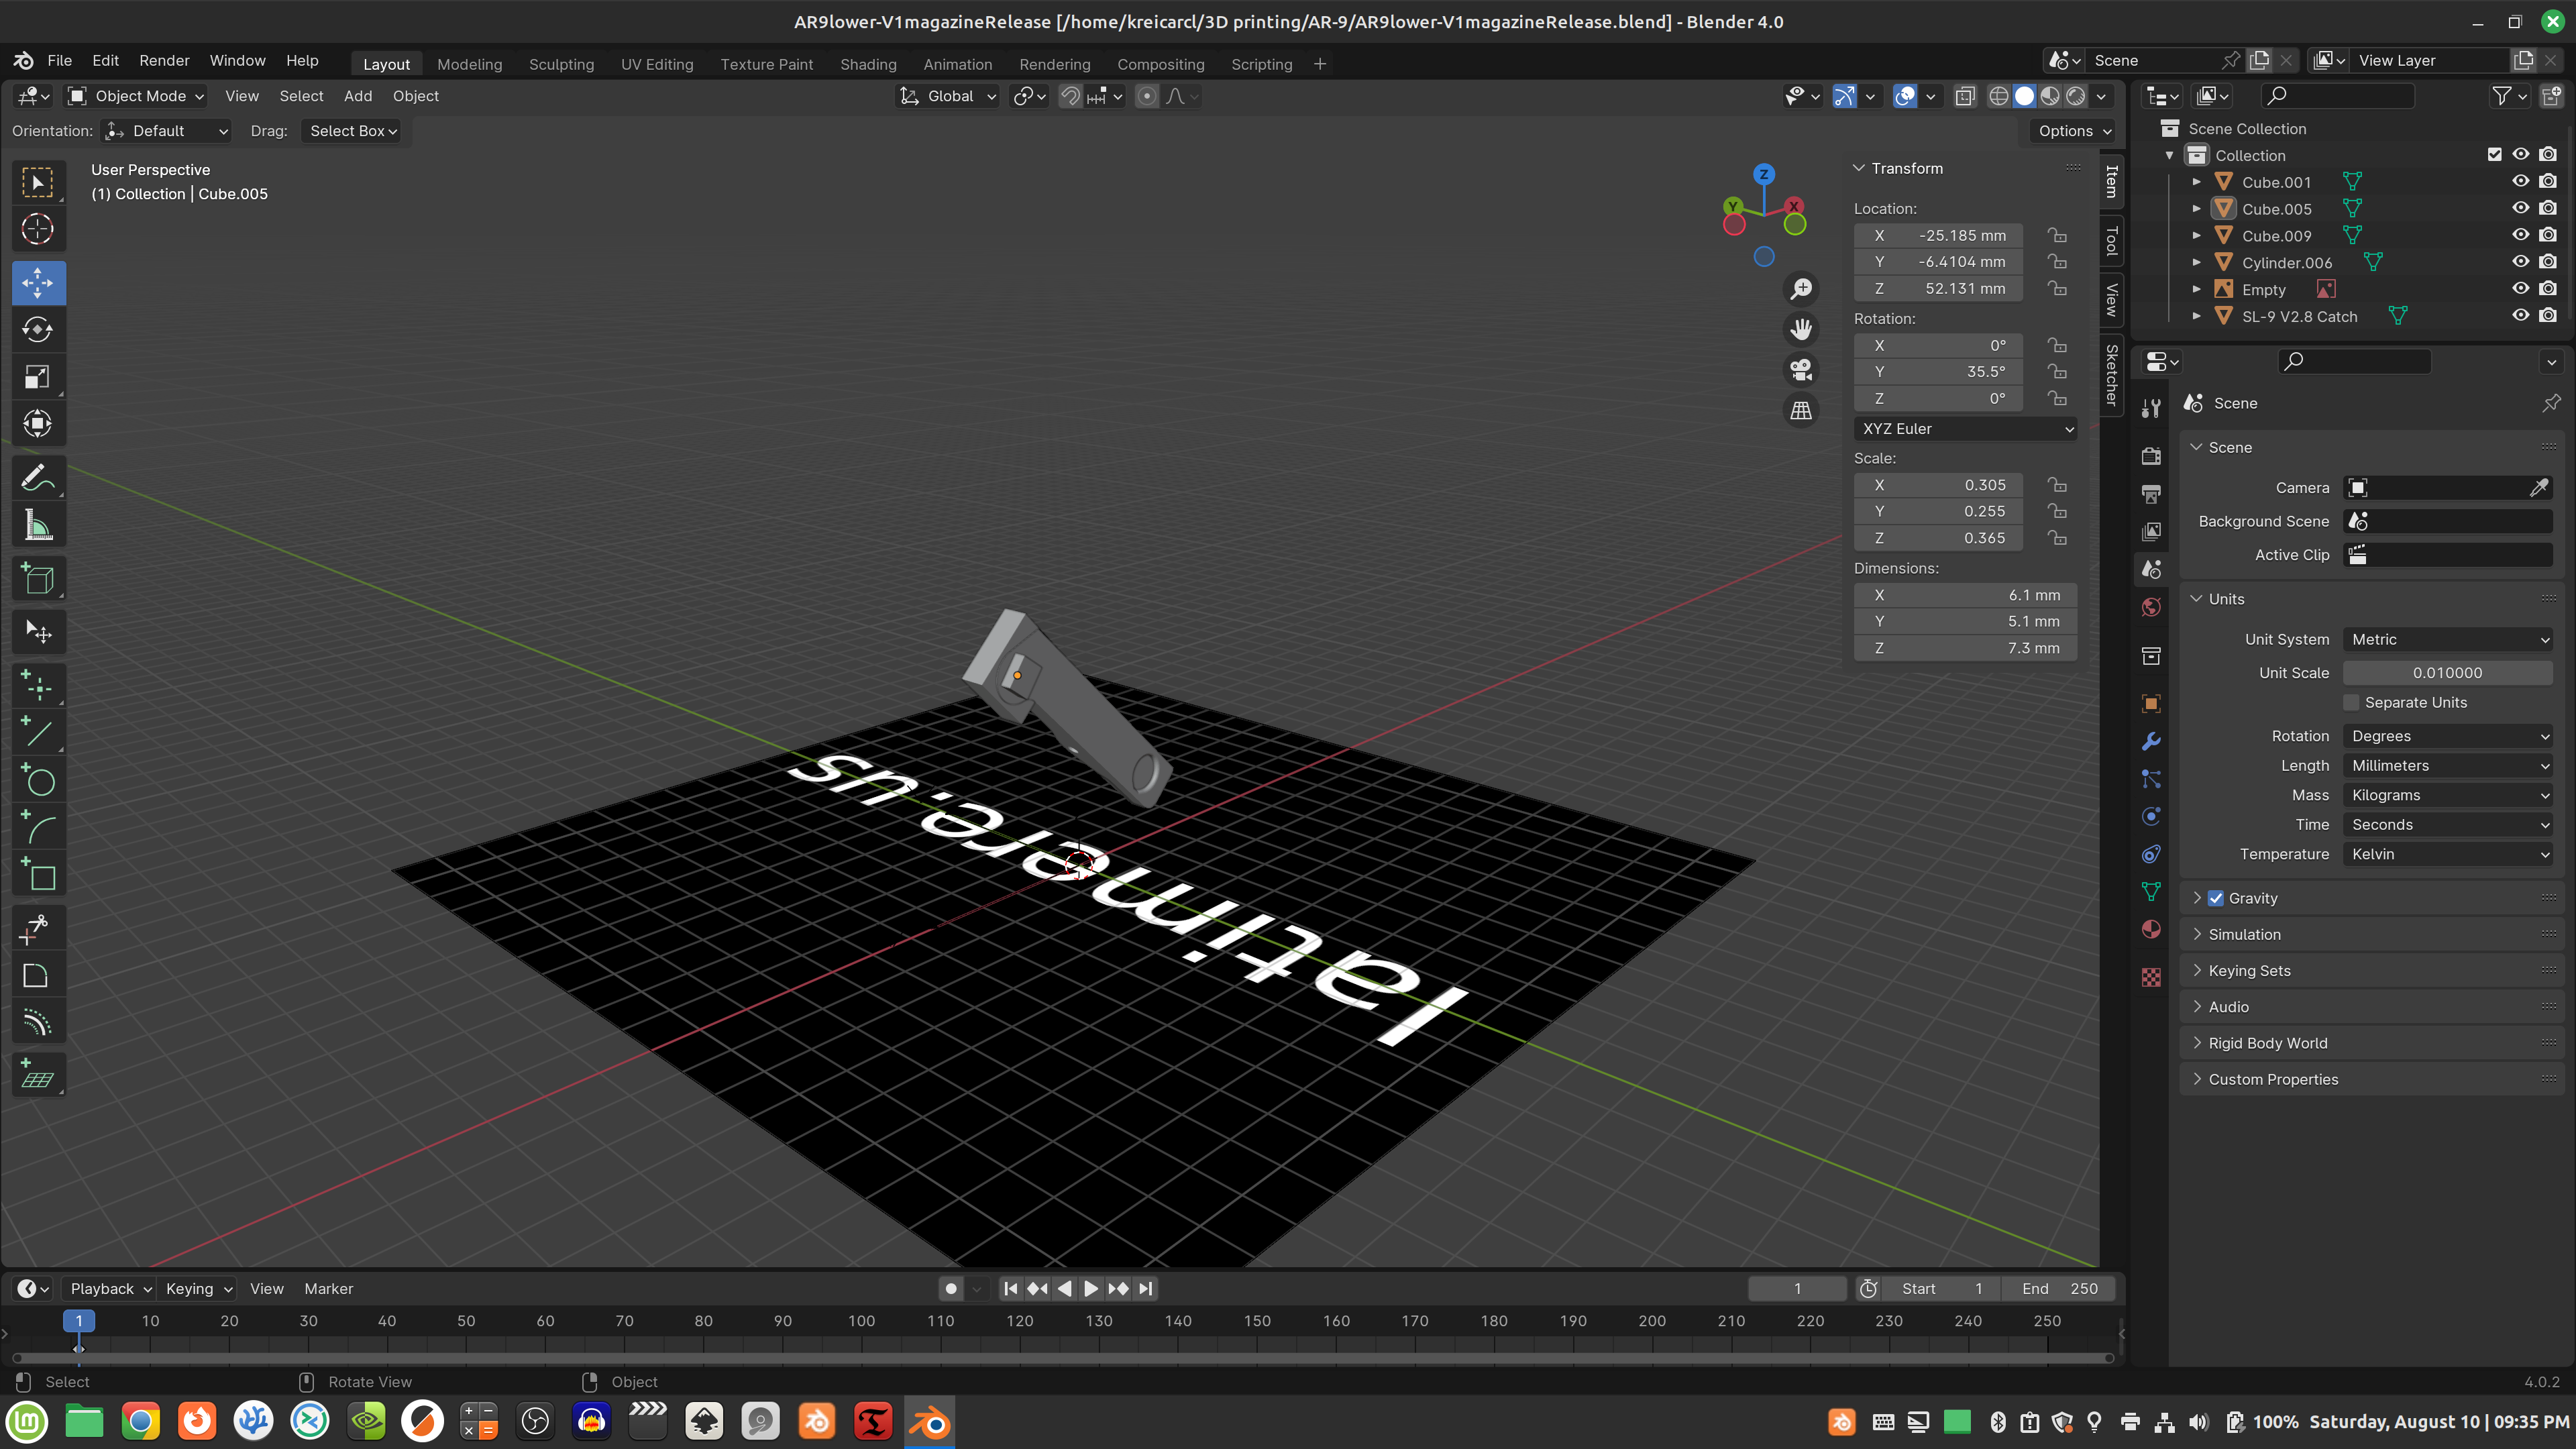 AR9lower-V1magazineRelease [/home/kreicarcl/3D printing/AR-9/AR9lower-V1magazineRelease.blend] - Blender 4.0
File Edit Render Window Help Layout Modeling Sculpting UV Editing Texture Paint Shading Animation Rendering Compositing Scripting + Scene View Layer
Object Mode View Select Add Object Global
Orientation: Default Drag: Select Box Options
User Perspective
(1) Collection | Cube.005
Z
Y X
Transform
Location:
X -25.185 mm
Y -6.4104 mm
Z 52.131 mm
Rotation:
X 0°
Y 35.5°
Z 0°
XYZ Euler
Scale:
X 0.305
Y 0.255
Z 0.365
Dimensions:
X 6.1 mm
Y 5.1 mm
Z 7.3 mm
Item
Tool
View
Sketcher
Scene Collection
Collection
Cube.001
Cube.005
Cube.009
Cylinder.006
Empty
SL-9 V2.8 Catch
Scene
Scene
Camera
Background Scene
Active Clip
Units
Unit System Metric
Unit Scale 0.010000
Separate Units
Rotation Degrees
Length Millimeters
Mass Kilograms
Time Seconds
Temperature Kelvin
Gravity
Simulation
Keying Sets
Audio
Rigid Body World
Custom Properties
latimere.us
Playback Keying View Marker 1 Start 1 End 250
1 10 20 30 40 50 60 70 80 90 100 110 120 130 140 150 160 170 180 190 200 210 220 230 240 250
Select Rotate View Object 4.0.2
100% Saturday, August 10 | 09:35 PM